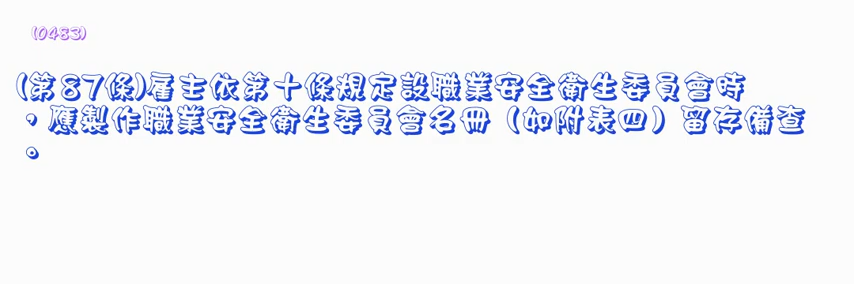 (0483)
(第87條)雇主依第十條規定設職業安全衛生委員會時
，應製作職業安全衛生委員會名冊（如附表四）留存備查
。